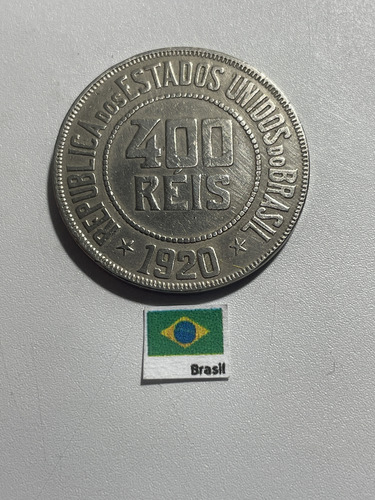 REPUBLICA DOS ESTADOS UNIDOS DO BRASIL
400
RÉIS
1920
Brasil